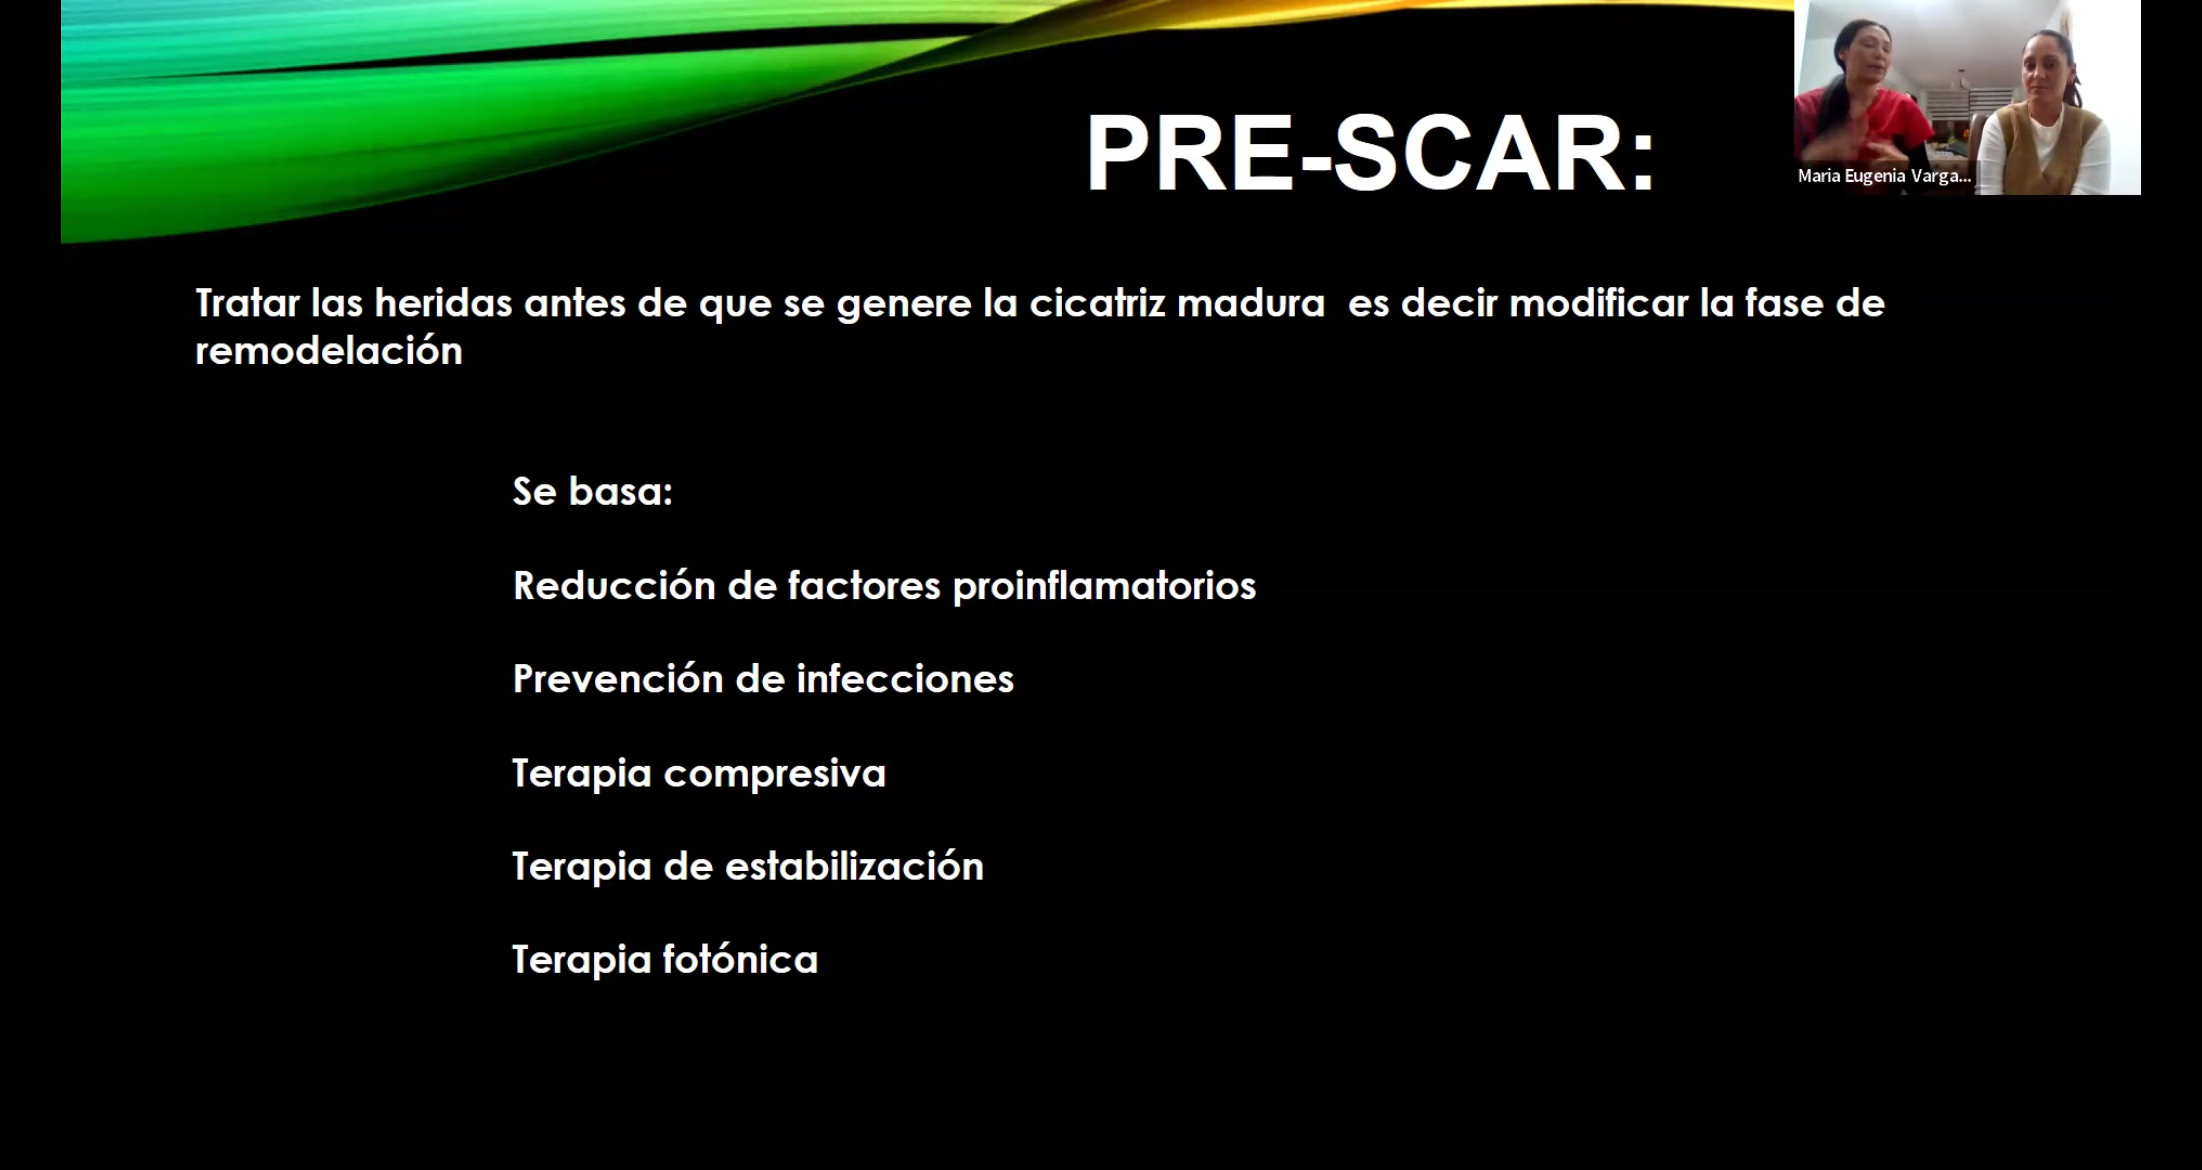 PRE-SCAR:
Maria Eugenia Varga...
Tratar las heridas antes de que se genere la cicatriz madura  es decir modificar la fase de
remodelación
Se basa:
Reducción de factores proinflamatorios
Prevención de infecciones
Terapia compresiva
Terapia de estabilización
Terapia fotónica